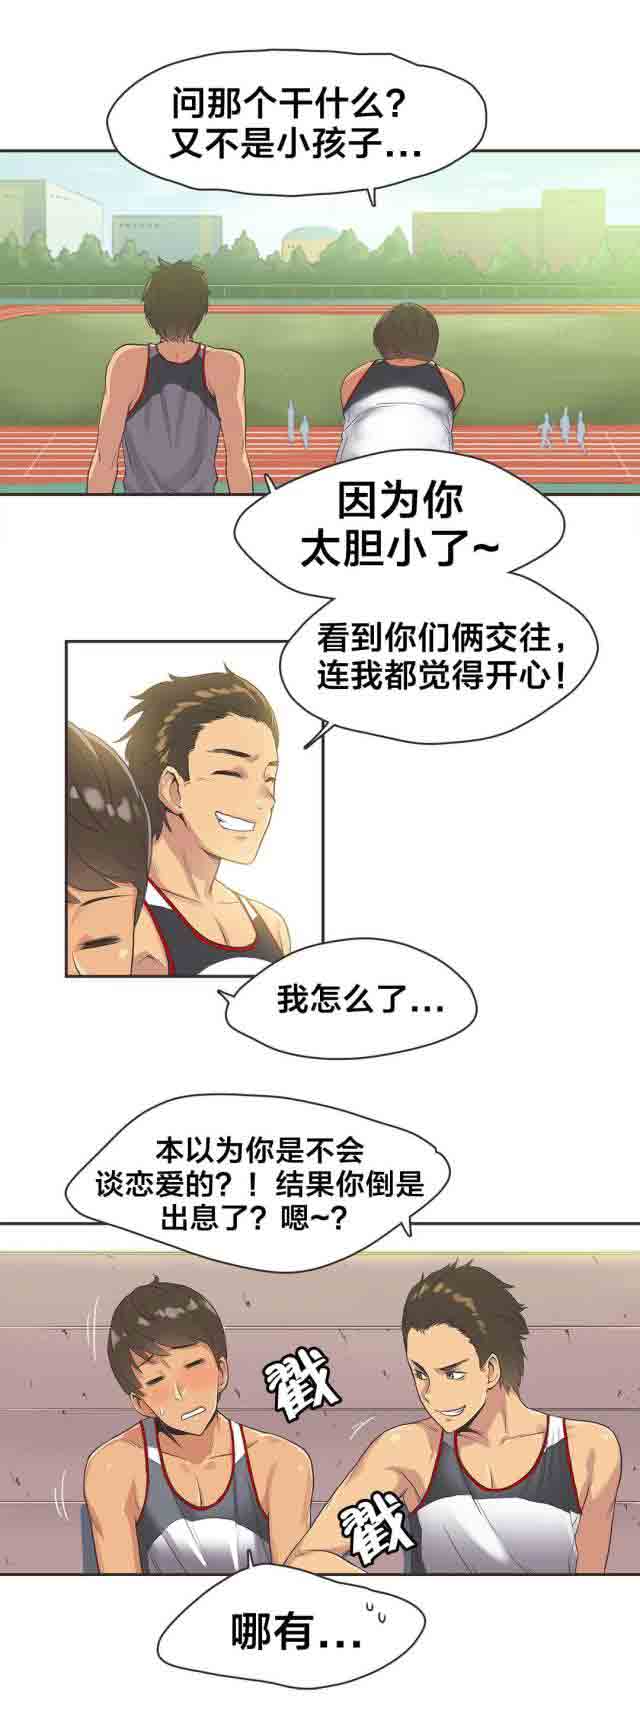 问那个干什么？
又不是小孩子...
因为你
太胆小了~
看到你们俩交往，
连我都觉得开心！
我怎么了...
本以为你是不会
谈恋爱的？！结果你倒是
出息了？嗯~？
戳
戳
哪有...